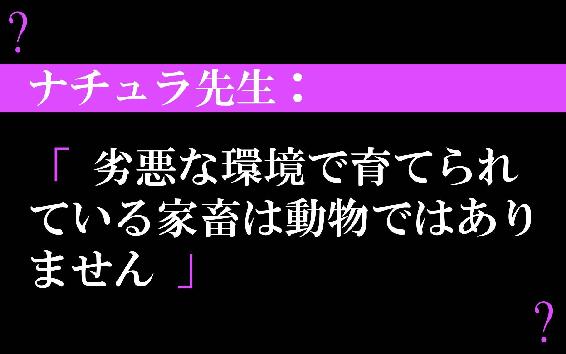 ?
ナチュラ先生：
「 劣悪な環境で育てられ
ている家畜は動物ではあり
ません 」
?